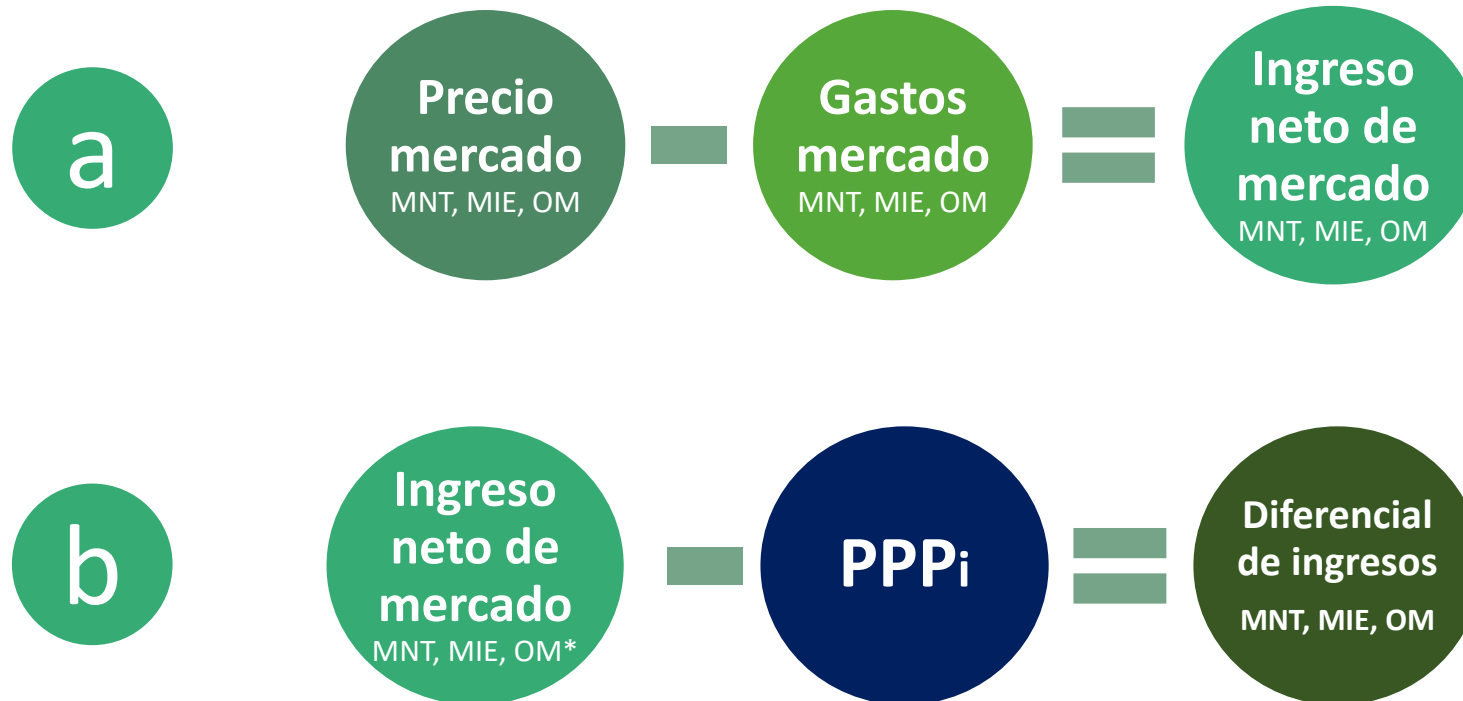 a
Precio
mercado
MNT, MIE, OM
Gastos
mercado
MNT, MIE, OM
Ingreso
neto de
mercado
MNT, MIE, OM
b
Ingreso
neto de
mercado
MNT, MIE, OM*
PPPi
Diferencial
de ingresos
MNT, MIE, OM